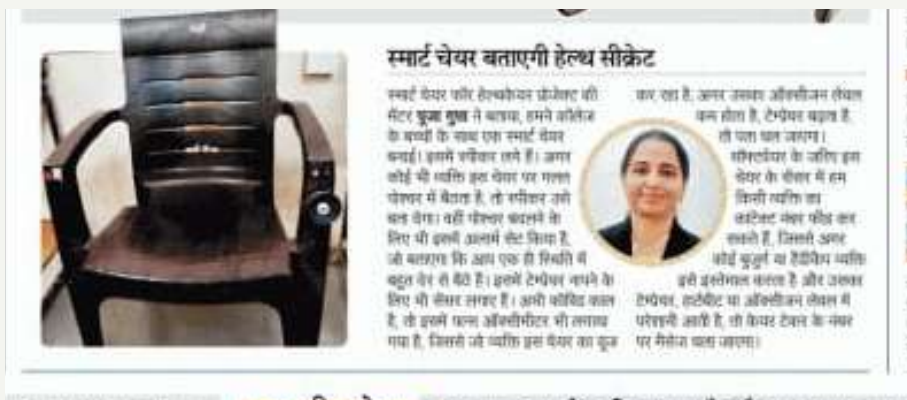 स्मार्ट चेयर बताएगी हेल्थ सीक्रेट
स्मार्ट चेयर फॉर हेल्थकेयर प्रोजेक्ट की
मेंटर पूजा गुप्ता ने बताया, हमने कॉलेज
के बच्चों के साथ एक स्मार्ट चेयर
बनाई। इसमें स्पीकर लगे हैं। अगर
कोई भी व्यक्ति इस चेयर पर गलत
पोश्चर में बैठता है, तो स्पीकर उसे
बता देगा। वहीं पोश्चर बदलने के
लिए भी इसमें अलार्म सेट किया है,
जो बताएगा कि आप एक ही स्थिति में
बहुत देर से बैठे हैं। इसमें टेम्प्रेचर नापने के
लिए भी सेंसर लगाए हैं। अभी कोविड काल
है, तो इसमें पल्स ऑक्सीमीटर भी लगाया
गया है, जिससे जो व्यक्ति इस चेयर का यूज
कर रहा है, अगर उसका ऑक्सीजन लेवल
कम होता है, टेम्प्रेचर बढ़ता है,
तो पता चल जाएगा।
सॉफ्टवेयर के जरिए इस
चेयर के सेंसर में हम
किसी व्यक्ति का
कांटेक्ट नंबर फीड कर
सकते हैं, जिससे अगर
कोई बुजुर्ग या हैंडीकैप व्यक्ति
इसे इस्तेमाल करता है और उसका
टेम्प्रेचर, हार्टबीट या ऑक्सीजन लेवल में
परेशानी आती है, तो केयर टेकर के नंबर
पर मैसेज चला जाएगा।